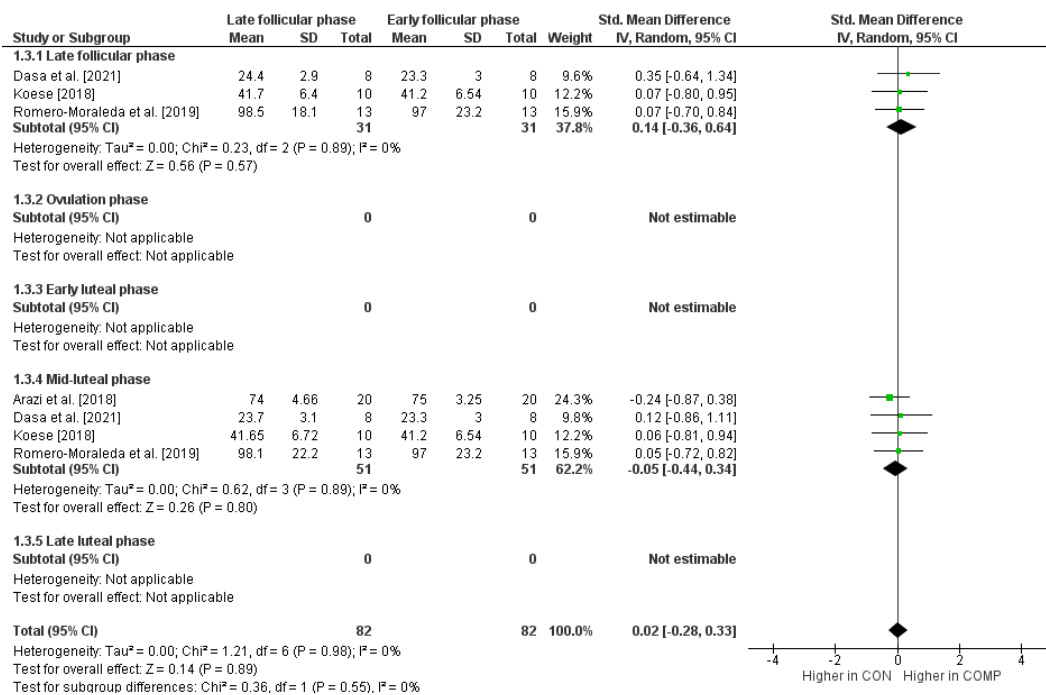 Late follicular phase Early follicular phase Std. Mean Difference Std. Mean Difference
Study or Subgroup Mean SD Total Mean SD Total Weight IV, Random, 95% CI IV, Random, 95% CI
1.3.1 Late follicular phase
Dasa et al. [2021] 24.4 2.9 8 23.3 3 8 9.6% 0.35 [-0.64, 1.34]
Koese [2018] 41.7 6.4 10 41.2 6.54 10 12.2% 0.07 [-0.80, 0.95]
Romero-Moraleda et al. [2019] 98.5 18.1 13 97 23.2 13 15.9% 0.07 [-0.70, 0.84]
Subtotal (95% CI) 31 31 37.8% 0.14 [-0.36, 0.64]
Heterogeneity: Tau² = 0.00; Chi² = 0.23, df = 2 (P = 0.89); I² = 0%
Test for overall effect: Z = 0.56 (P = 0.57)
1.3.2 Ovulation phase
Subtotal (95% CI) 0 0 Not estimable
Heterogeneity: Not applicable
Test for overall effect: Not applicable
1.3.3 Early luteal phase
Subtotal (95% CI) 0 0 Not estimable
Heterogeneity: Not applicable
Test for overall effect: Not applicable
1.3.4 Mid-luteal phase
Arazi et al. [2018] 74 4.66 20 75 3.25 20 24.3% -0.24 [-0.87, 0.38]
Dasa et al. [2021] 23.7 3.1 8 23.3 3 8 9.8% 0.12 [-0.86, 1.11]
Koese [2018] 41.65 6.72 10 41.2 6.54 10 12.2% 0.06 [-0.81, 0.94]
Romero-Moraleda et al. [2019] 98.1 22.2 13 97 23.2 13 15.9% 0.05 [-0.72, 0.82]
Subtotal (95% CI) 51 51 62.2% -0.05 [-0.44, 0.34]
Heterogeneity: Tau² = 0.00; Chi² = 0.62, df = 3 (P = 0.89); I² = 0%
Test for overall effect: Z = 0.26 (P = 0.80)
1.3.5 Late luteal phase
Subtotal (95% CI) 0 0 Not estimable
Heterogeneity: Not applicable
Test for overall effect: Not applicable
Total (95% CI) 82 82 100.0% 0.02 [-0.28, 0.33]
Heterogeneity: Tau² = 0.00; Chi² = 1.21, df = 6 (P = 0.98); I² = 0%
Test for overall effect: Z = 0.14 (P = 0.89)
Test for subgroup differences: Chi² = 0.36, df = 1 (P = 0.55), I² = 0%
-4 -2 0 2 4
Higher in CON Higher in COMP